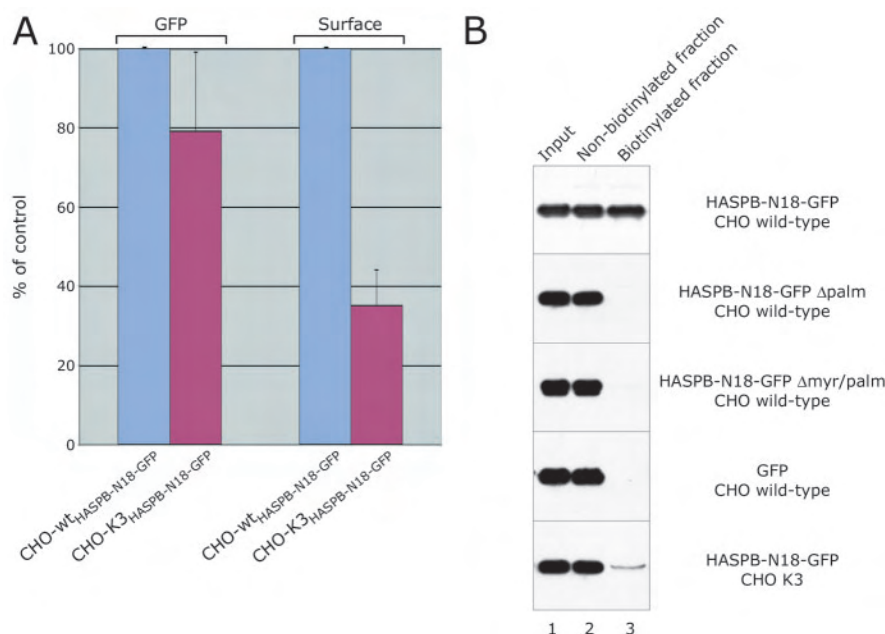 A
GFP
Surface
100
80
60
40
20
0
% of control
CHO-wtHASPB-N18-GFP
CHO-K3HASPB-N18-GFP
CHO-wtHASPB-N18-GFP
CHO-K3HASPB-N18-GFP
B
Input
Non-biotinylated fraction
Biotinylated fraction
HASPB-N18-GFP
CHO wild-type
HASPB-N18-GFP Δpalm
CHO wild-type
HASPB-N18-GFP Δmyr/palm
CHO wild-type
GFP
CHO wild-type
HASPB-N18-GFP
CHO K3
1 2 3